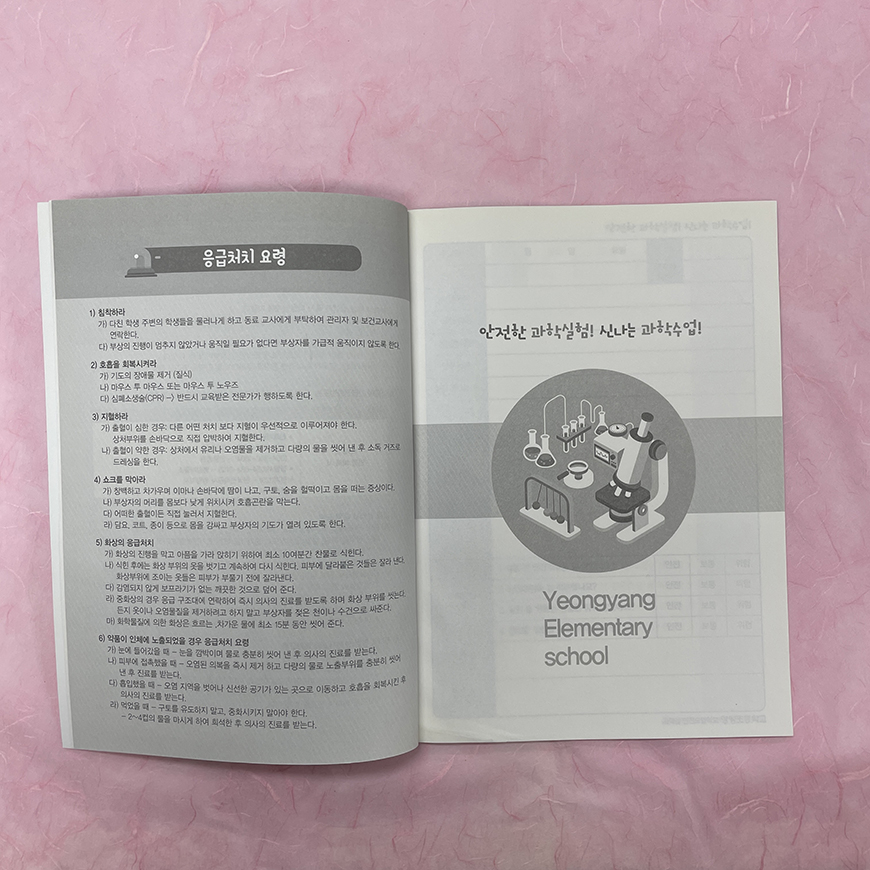 응급처치 요령
1) 침착하라
가) 다친 학생 주변의 학생들을 물러나게 하고 동료 교사에게 부탁하여 관리자 및 보건교사에게
연락한다.
다) 부상의 진행이 멈추지 않았거나 움직일 필요가 없다면 부상자를 가급적 움직이지 않도록 한다.
2) 호흡을 회복시켜라
가) 기도의 장애물 제거 (질식)
나) 마우스 투 마우스 또는 마우스 투 노우즈
다) 심폐소생술(CPR) -> 반드시 교육받은 전문가가 행하도록 한다.
3) 지혈하라
가) 출혈이 심한 경우: 다른 어떤 처치 보다 지혈이 우선적으로 이루어져야 한다.
상처부위를 손바닥으로 직접 압박하여 지혈한다.
나) 출혈이 약한 경우: 상처에서 유리나 오염물을 제거하고 다량의 물을 씻어 낸 후 소독 거즈로
드레싱을 한다.
4) 쇼크를 막아라
가) 창백하고 차가우며 이마나 손바닥에 땀이 나고, 구토, 숨을 헐떡이고 몸을 떠는 증상이다.
나) 부상자의 머리를 몸보다 낮게 위치시켜 호흡곤란을 막는다.
다) 어떠한 출혈이든 직접 눌러서 지혈한다.
라) 담요, 코트, 종이 등으로 몸을 감싸고 부상자의 기도가 열려 있도록 한다.
5) 화상의 응급처치
가) 화상의 진행을 막고 아픔을 가라 앉히기 위하여 최소 10여분간 찬물로 식힌다.
나) 식힌 후에는 화상 부위의 옷을 벗기고 계속하여 다시 식힌다. 피부에 달라붙은 것들은 잘라 낸다.
화상부위에 조이는 옷들은 피부가 부풀기 전에 잘라낸다.
다) 감염되지 않게 보프라기가 없는 깨끗한 것으로 덮어 준다.
라) 중화상의 경우 응급 구조대에 연락하여 즉시 의사의 진료를 받도록 하며 화상 부위를 씻는다.
든지 옷이나 오염물질을 제거하려고 하지 말고 부상자를 젖은 천이나 수건으로 싸준다.
마) 화학물질에 의한 화상은 흐르는 ,차가운 물에 최소 15분 동안 씻어 준다.
6) 약품이 인체에 노출되었을 경우 응급처치 요령
가) 눈에 들어갔을 때 - 눈을 깜박이며 물로 충분히 씻어 낸 후 의사의 진료를 받는다.
나) 피부에 접촉했을 때 - 오염된 의복을 즉시 제거 하고 다량의 물로 노출부위를 충분히 씻어
낸 후 진료를 받는다.
다) 흡입했을 때 - 오염 지역을 벗어나 신선한 공기가 있는 곳으로 이동하고 호흡을 회복시킨 후
의사의 진료를 받는다.
라) 먹었을 때 - 구토를 유도하지 말고, 중화시키지 말아야 한다.
- 2~4컵의 물을 마시게 하여 희석한 후 의사의 진료를 받는다.
안전한 과학실험! 신나는 과학수업!
Yeongyang
Elementary
school